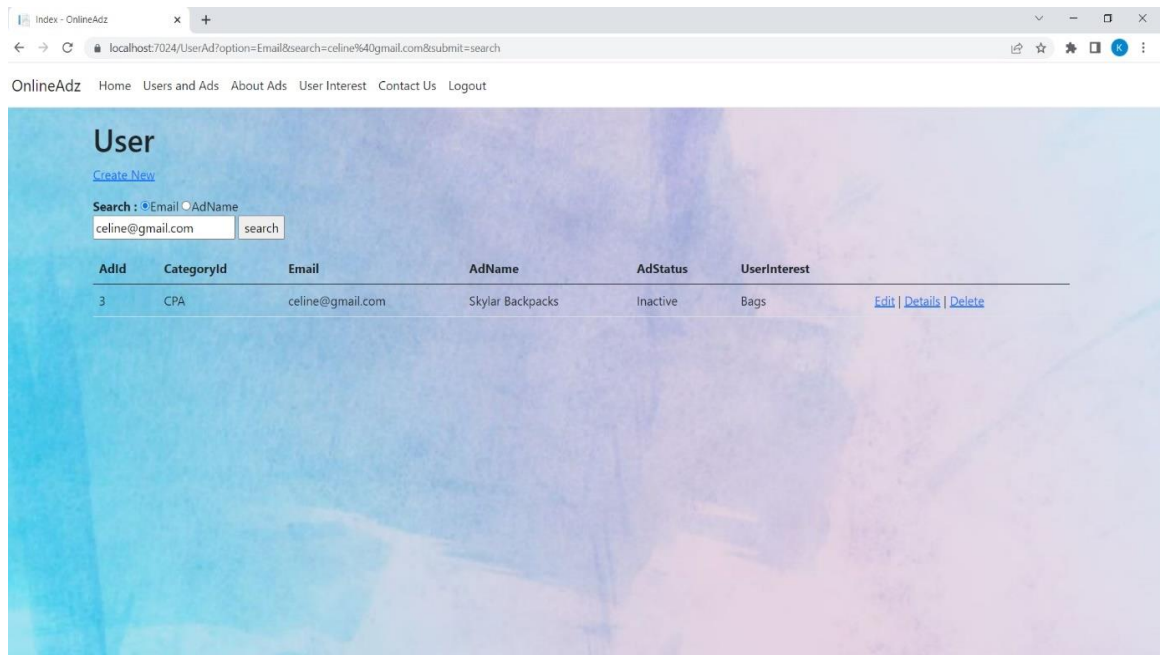 Index - OnlineAdz
localhost:7024/UserAd?option=Email&search=celine%40gmail.com&submit=search
K
OnlineAdz Home Users and Ads About Ads User Interest Contact Us Logout
User
Create New
Search : Email AdName
celine@gmail.com search
AdId CategoryId Email AdName AdStatus UserInterest
3 CPA celine@gmail.com Skylar Backpacks Inactive Bags Edit | Details | Delete